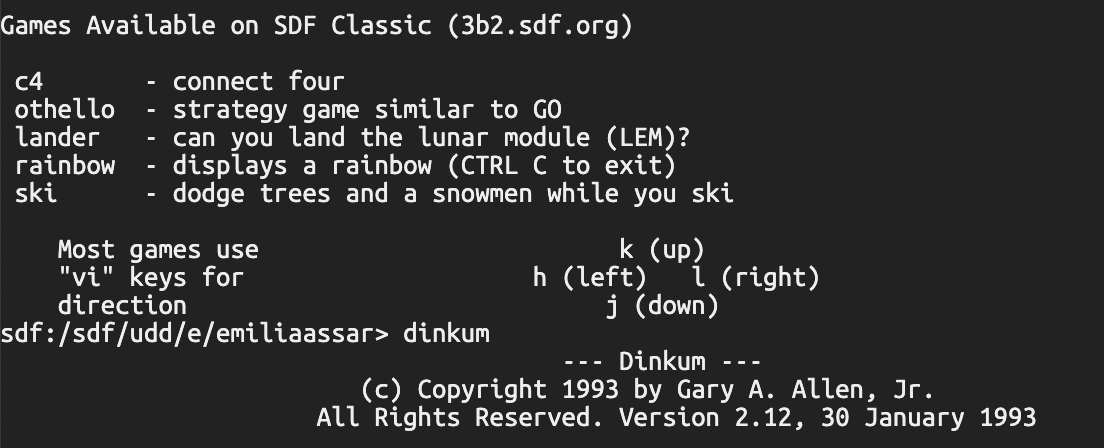 Games Available on SDF Classic (3b2.sdf.org)
c4 - connect four
othello - strategy game similar to GO
lander - can you land the lunar module (LEM)?
rainbow - displays a rainbow (CTRL C to exit)
ski - dodge trees and a snowmen while you ski
Most games use k (up)
"vi" keys for h (left) l (right)
direction j (down)
sdf:/sdf/udd/e/emiliaassar> dinkum
--- Dinkum ---
(c) Copyright 1993 by Gary A. Allen, Jr.
All Rights Reserved. Version 2.12, 30 January 1993